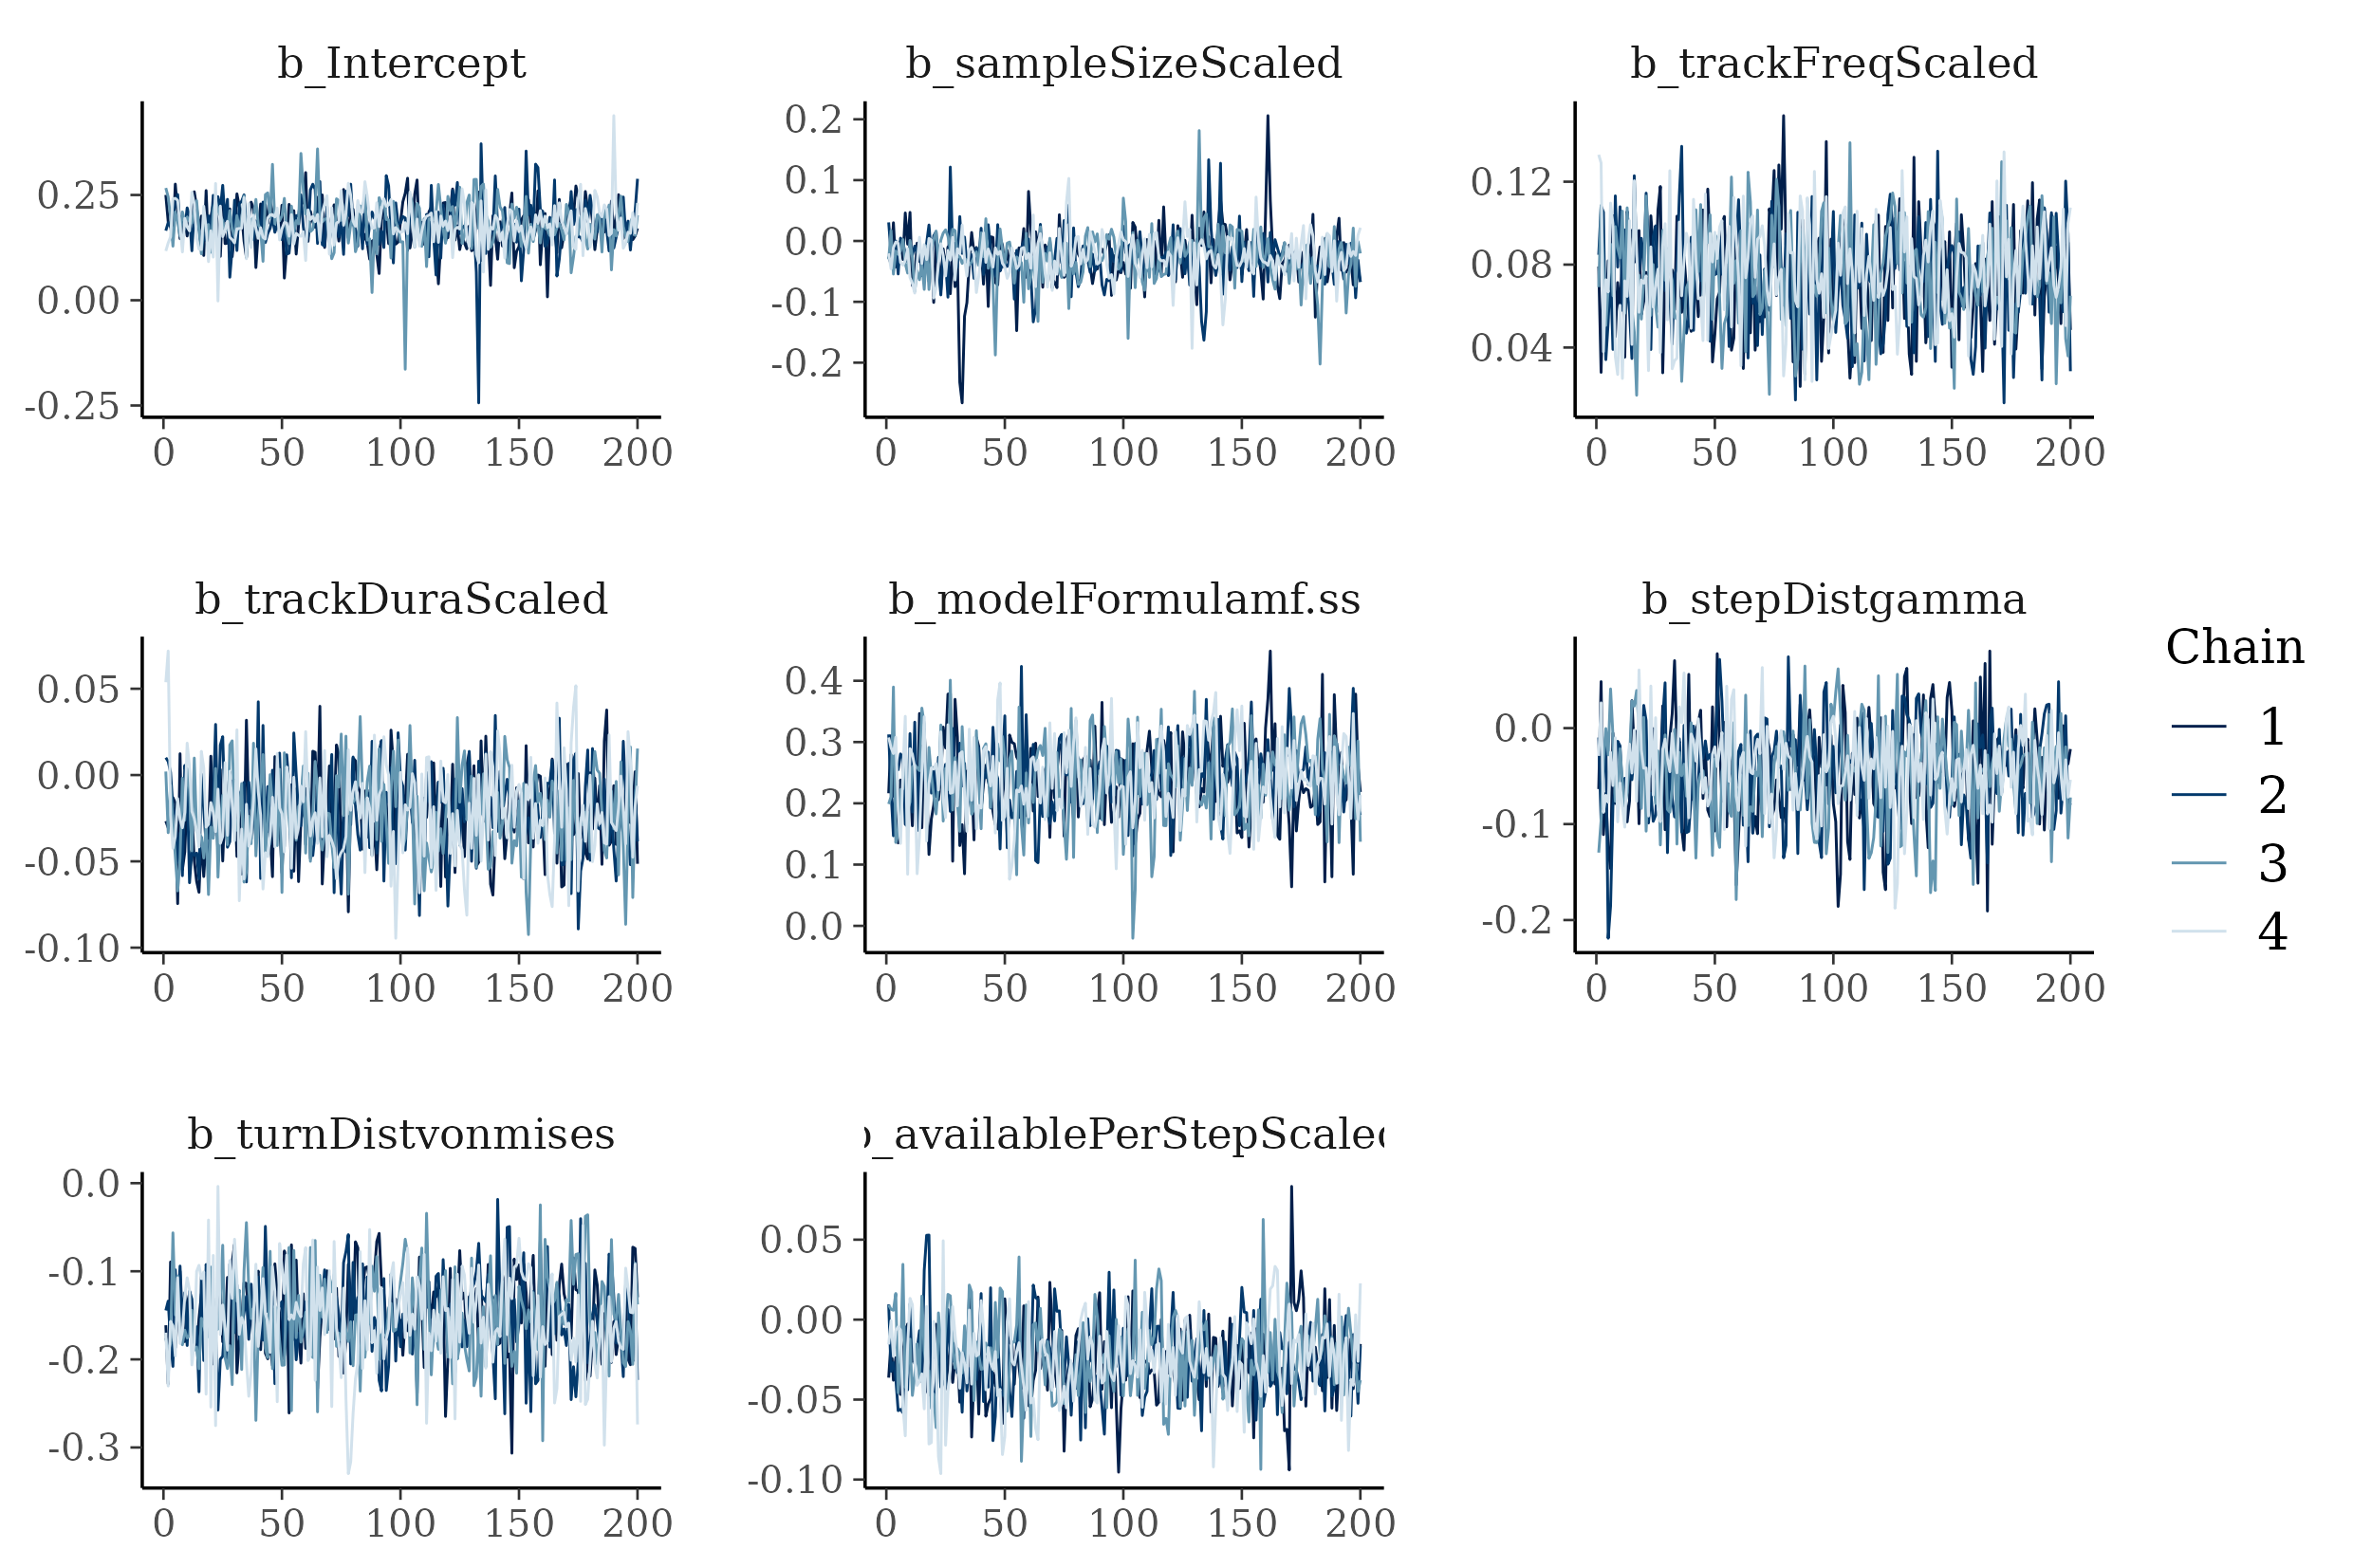 b_Intercept
b_sampleSizeScaled
b_trackFreqScaled
0.25
0.00
-0.25
0 50 100 150 200
0.2
0.1
0.0
-0.1
-0.2
0 50 100 150 200
0.12
0.08
0.04
0 50 100 150 200
b_trackDuraScaled
b_modelFormulamf.ss
b_stepDistgamma
0.05
0.00
-0.05
-0.10
0 50 100 150 200
0.4
0.3
0.2
0.1
0.0
0 50 100 150 200
0.0
-0.1
-0.2
0 50 100 150 200
Chain
1
2
3
4
b_turnDistvonmises
b_availablePerStepScaled
0.0
-0.1
-0.2
-0.3
0 50 100 150 200
0.05
0.00
-0.05
-0.10
0 50 100 150 200